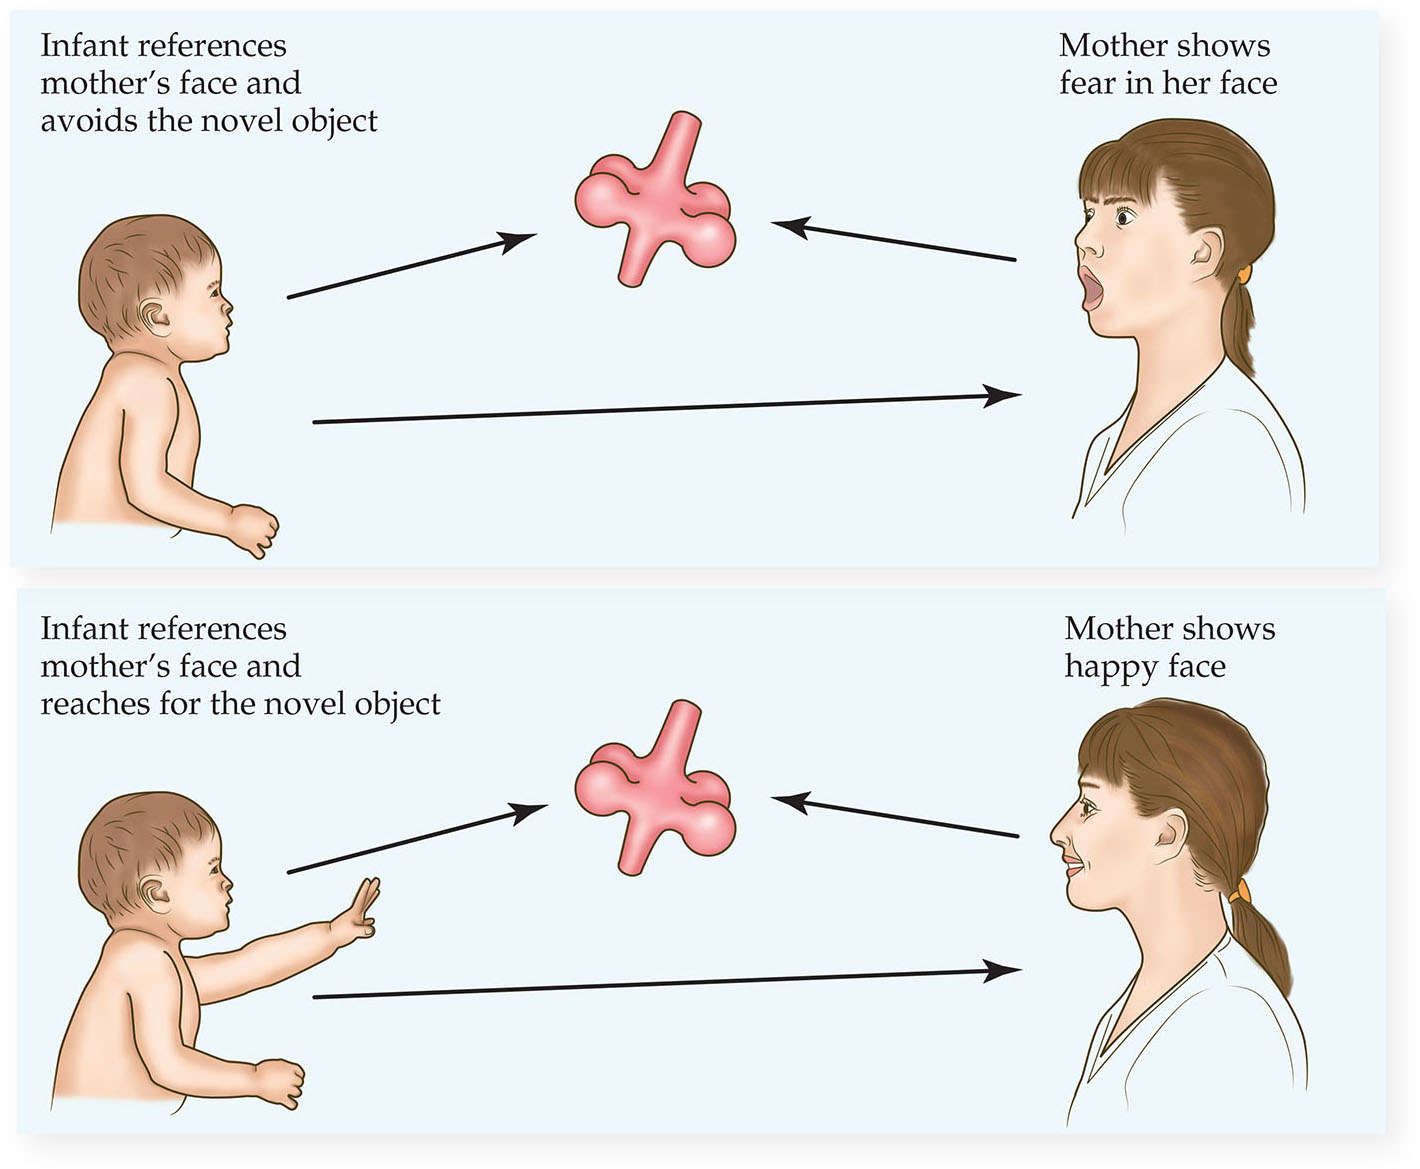 Infant references
mother’s face and
avoids the novel object
Mother shows
fear in her face
Infant references
mother’s face and
reaches for the novel object
Mother shows
happy face